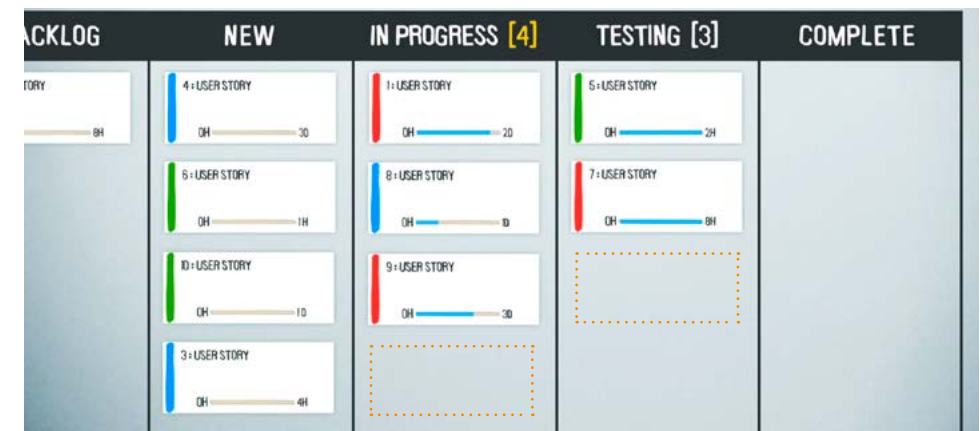 ACKLOG
NEW
IN PROGRESS [4]
TESTING [3]
COMPLETE
TORY
8H
4: USER STORY
0H 3D
6: USER STORY
0H 1H
10: USER STORY
0H 1D
3: USER STORY
0H 4H
1: USER STORY
0H 2D
8: USER STORY
0H 1D
9: USER STORY
0H 3D
5: USER STORY
0H 2H
7: USER STORY
0H 8H